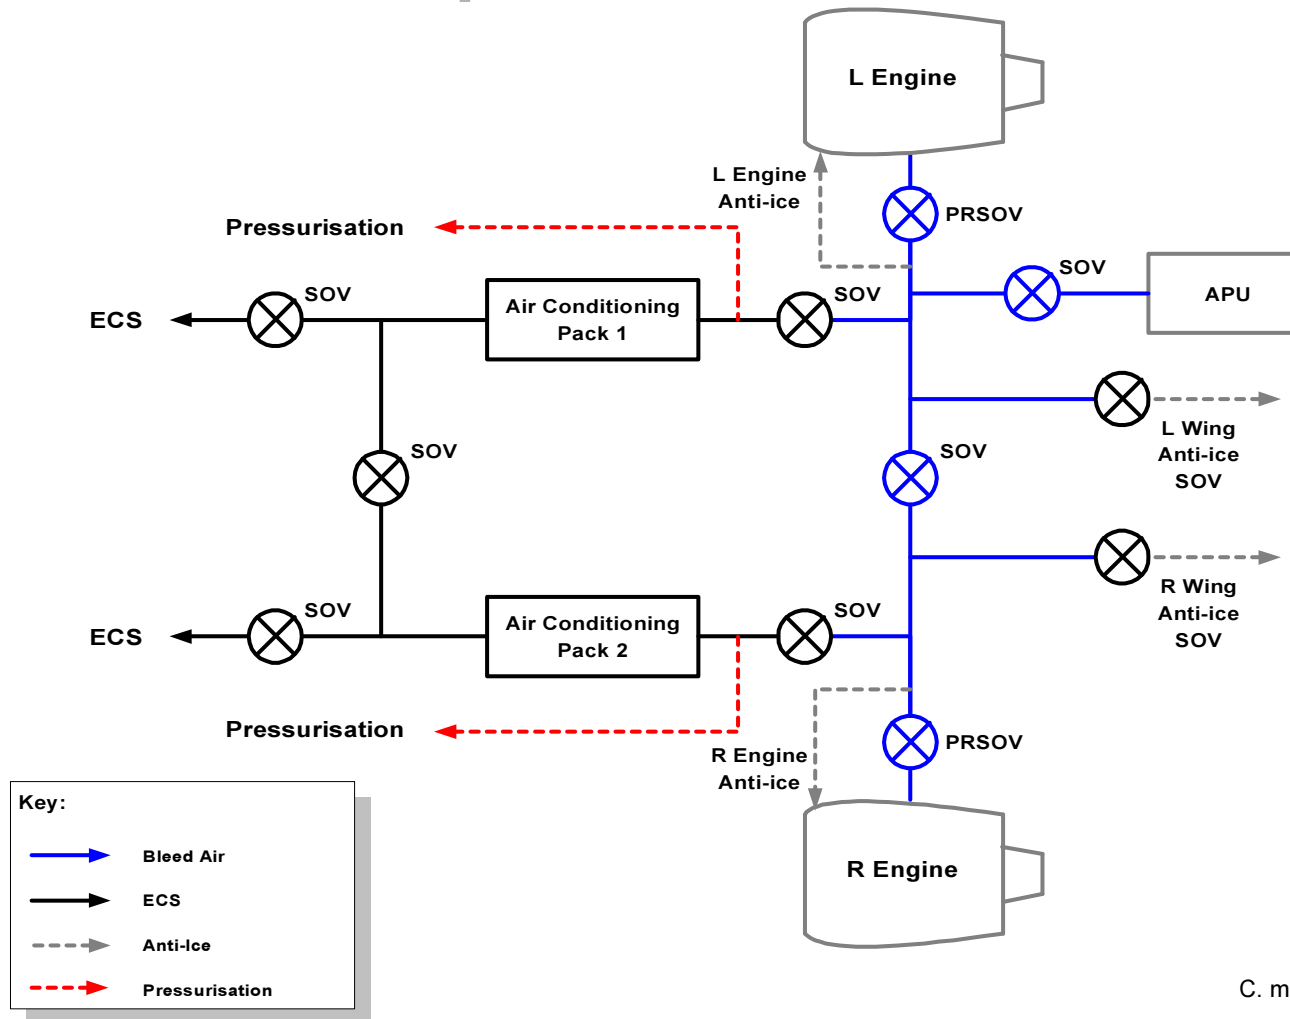 L Engine
L Engine
Anti-ice
PRSOV
Pressurisation
SOV
APU
SOV
SOV
ECS
Air Conditioning
Pack 1
L Wing
Anti-ice
SOV
SOV
SOV
R Wing
Anti-ice
SOV
SOV
SOV
ECS
Air Conditioning
Pack 2
Pressurisation
R Engine
Anti-ice
PRSOV
R Engine
Key:
Bleed Air
ECS
Anti-Ice
Pressurisation
C. m